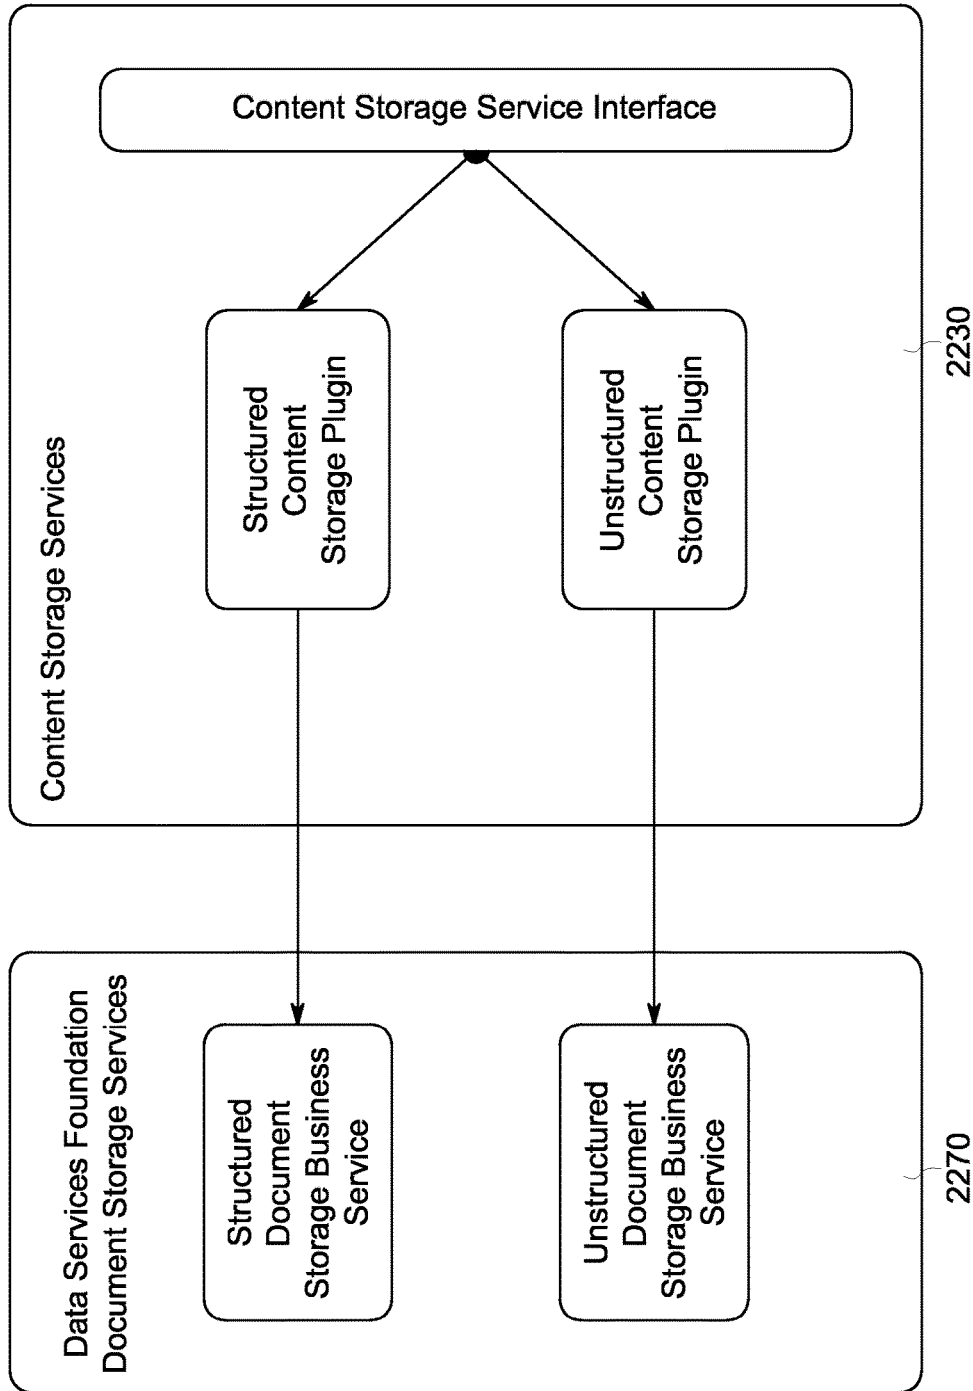 Content Storage Service Interface
Content Storage Services
Structured
Content
Storage Plugin
Unstructured
Content
Storage Plugin
2230
Data Services Foundation
Document Storage Services
Structured
Document
Storage Business
Service
Unstructured
Document
Storage Business
Service
2270